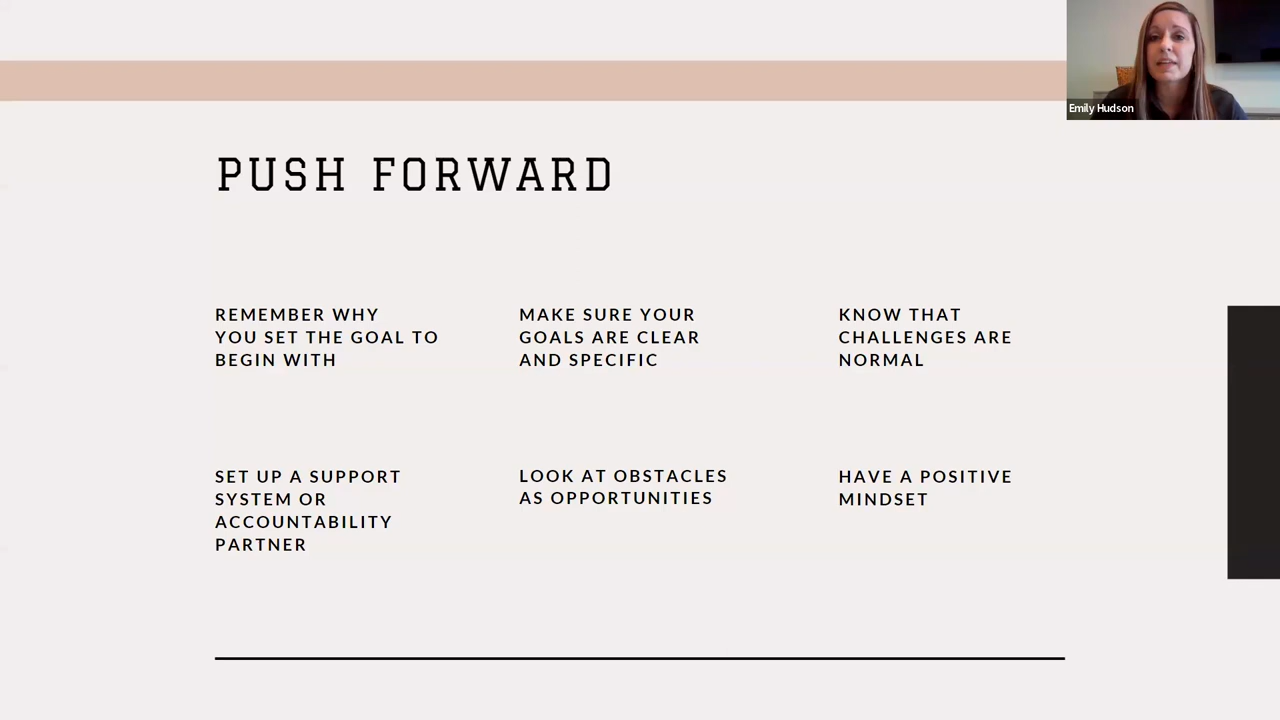 Emily Hudson
PUSH FORWARD
REMEMBER WHY
YOU SET THE GOAL TO
BEGIN WITH
MAKE SURE YOUR
GOALS ARE CLEAR
AND SPECIFIC
KNOW THAT
CHALLENGES ARE
NORMAL
SET UP A SUPPORT
SYSTEM OR
ACCOUNTABILITY
PARTNER
LOOK AT OBSTACLES
AS OPPORTUNITIES
HAVE A POSITIVE
MINDSET